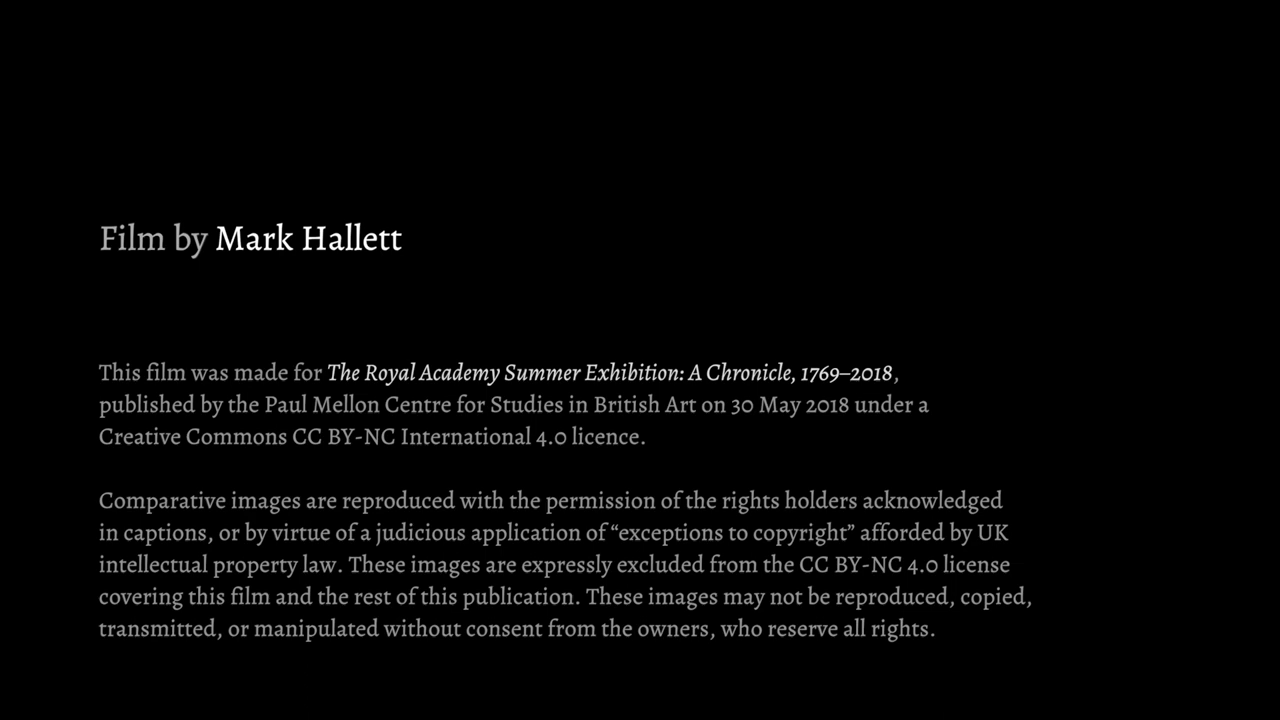 Film by Mark Hallett
This film was made for The Royal Academy Summer Exhibition: A Chronicle, 1769–2018,
published by the Paul Mellon Centre for Studies in British Art on 30 May 2018 under a
Creative Commons CC BY-NC International 4.0 licence.
Comparative images are reproduced with the permission of the rights holders acknowledged
in captions, or by virtue of a judicious application of “exceptions to copyright” afforded by UK
intellectual property law. These images are expressly excluded from the CC BY-NC 4.0 license
covering this film and the rest of this publication. These images may not be reproduced, copied,
transmitted, or manipulated without consent from the owners, who reserve all rights.